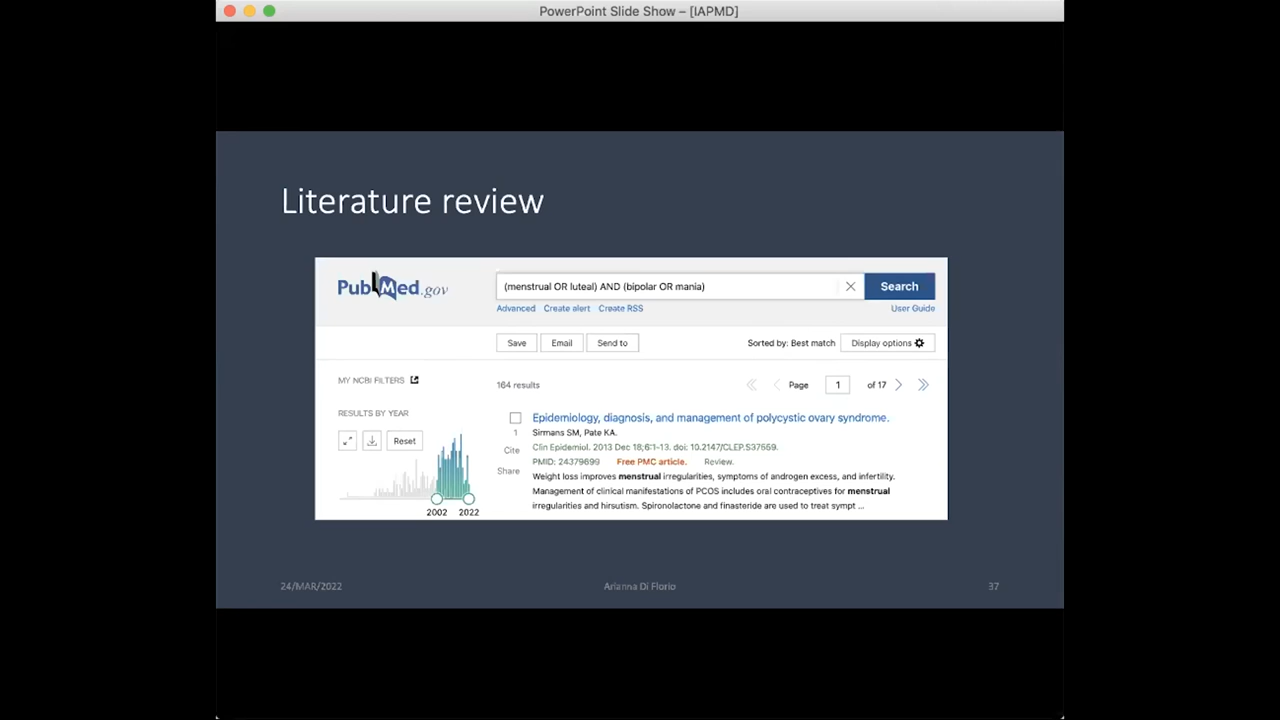 PowerPoint Slide Show – [IAPMD]
Literature review
PubMed.gov
(menstrual OR luteal) AND (bipolar OR mania)
Search
Advanced Create alert Create RSS
User Guide
Save Email Send to
Sorted by: Best match Display options
MY NCBI FILTERS
164 results
Page 1 of 17
RESULTS BY YEAR
Reset
2002 2022
Epidemiology, diagnosis, and management of polycystic ovary syndrome.
1 Sirmans SM, Pate KA.
Cite
Clin Epidemiol. 2013 Dec 18;6:1-13. doi: 10.2147/CLEP.S37559.
PMID: 24379699 Free PMC article. Review.
Share
Weight loss improves menstrual irregularities, symptoms of androgen excess, and infertility.
Management of clinical manifestations of PCOS includes oral contraceptives for menstrual
irregularities and hirsutism. Spironolactone and finasteride are used to treat sympt ...
24/MAR/2022
Arianna Di Florio
37